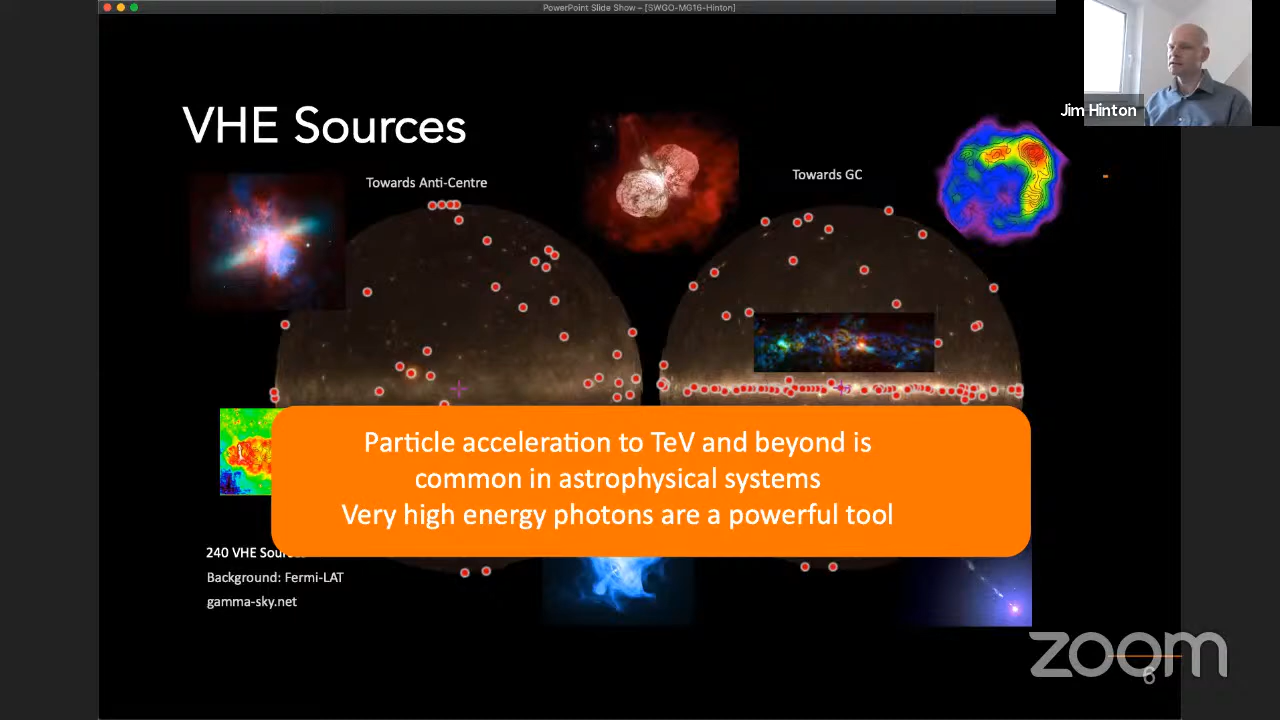 PowerPoint Slide Show – [SWGO-MG16-Hinton]
Jim Hinton
VHE Sources
Towards Anti-Centre
Towards GC
Particle acceleration to TeV and beyond is
common in astrophysical systems
Very high energy photons are a powerful tool
240 VHE Sour
Background: Fermi-LAT
gamma-sky.net
zoom
6